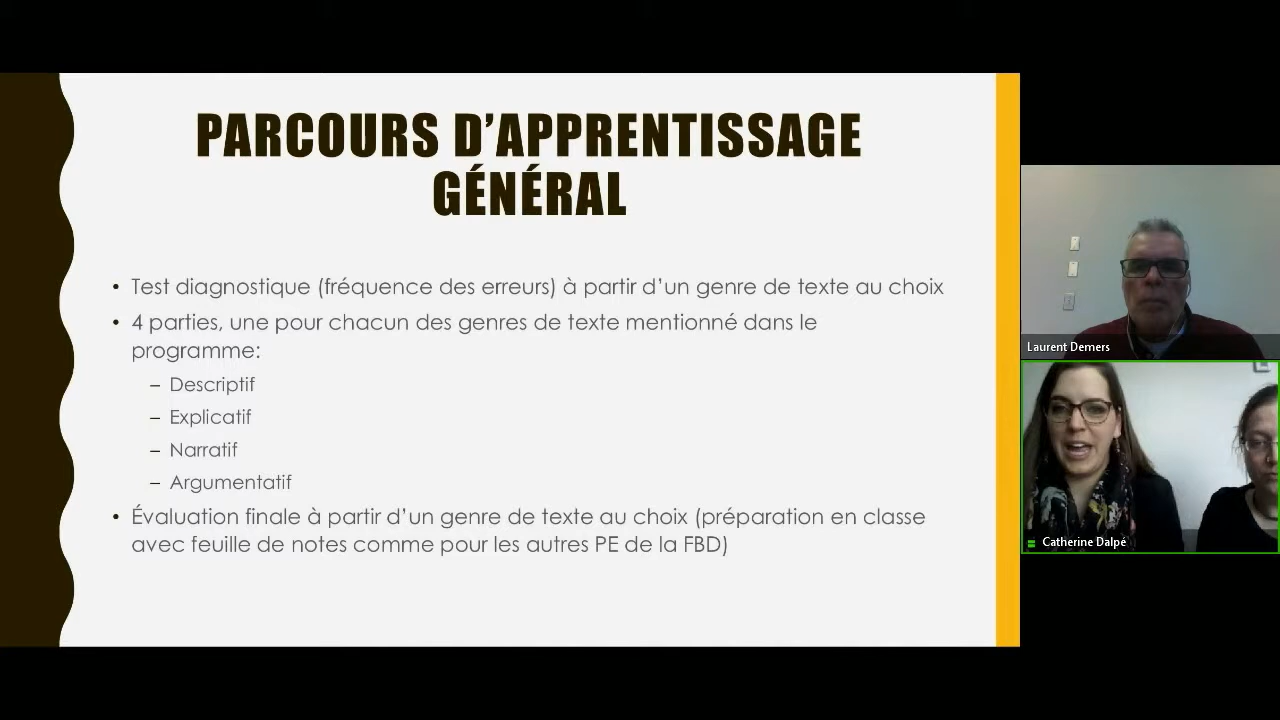 PARCOURS D’APPRENTISSAGE
GÉNÉRAL
• Test diagnostique (fréquence des erreurs) à partir d’un genre de texte au choix
• 4 parties, une pour chacun des genres de texte mentionné dans le
programme:
– Descriptif
– Explicatif
– Narratif
– Argumentatif
• Évaluation finale à partir d’un genre de texte au choix (préparation en classe
avec feuille de notes comme pour les autres PE de la FBD)
Laurent Demers
Catherine Dalpé